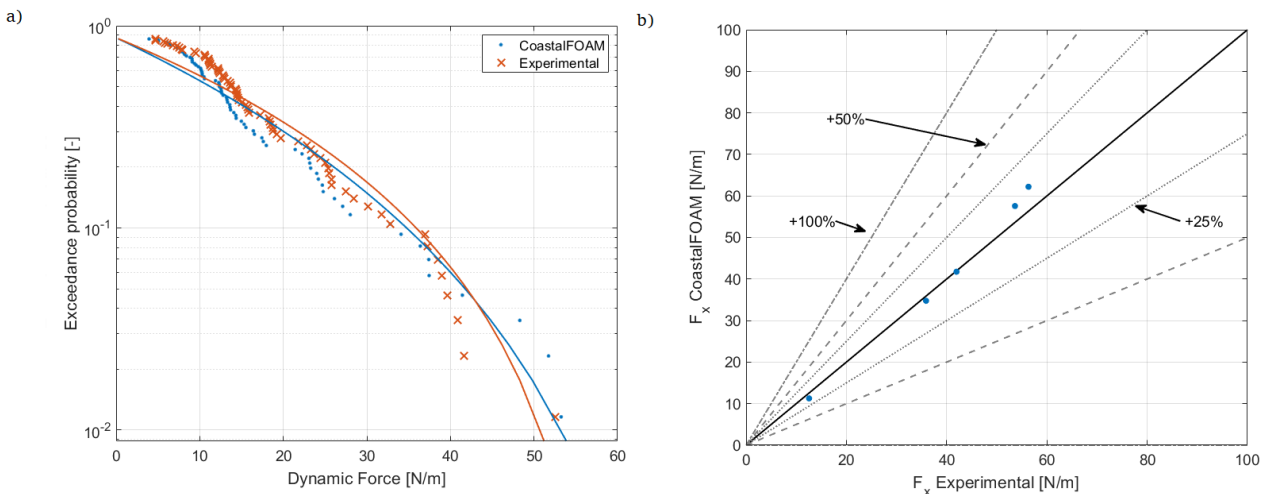 a)
10^0
10^-1
10^-2
Exceedance probability [-]
CoastalFOAM
Experimental
0 10 20 30 40 50 60
Dynamic Force [N/m]
b)
100
90
80
70
60
50
40
30
20
10
0
F_x CoastalFOAM [N/m]
+50%
+100%
+25%
0 20 40 60 80 100
F_x Experimental [N/m]